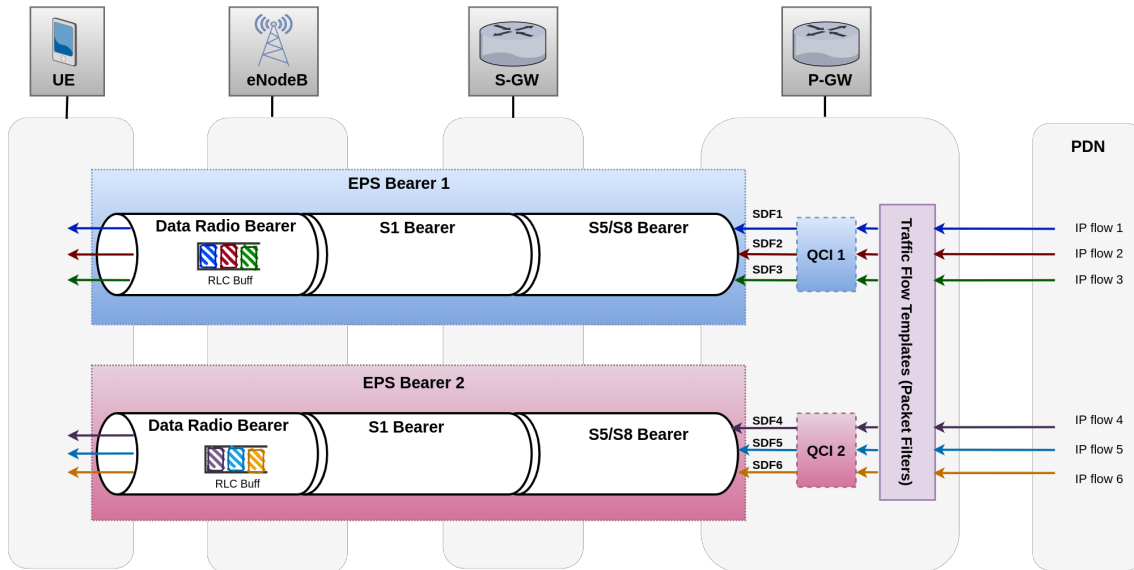 UE
eNodeB
S-GW
P-GW
PDN
EPS Bearer 1
Data Radio Bearer
S1 Bearer
S5/S8 Bearer
RLC Buff
SDF1
SDF2
SDF3
QCI 1
Traffic Flow Templates (Packet Filters)
IP flow 1
IP flow 2
IP flow 3
EPS Bearer 2
Data Radio Bearer
S1 Bearer
S5/S8 Bearer
RLC Buff
SDF4
SDF5
SDF6
QCI 2
IP flow 4
IP flow 5
IP flow 6